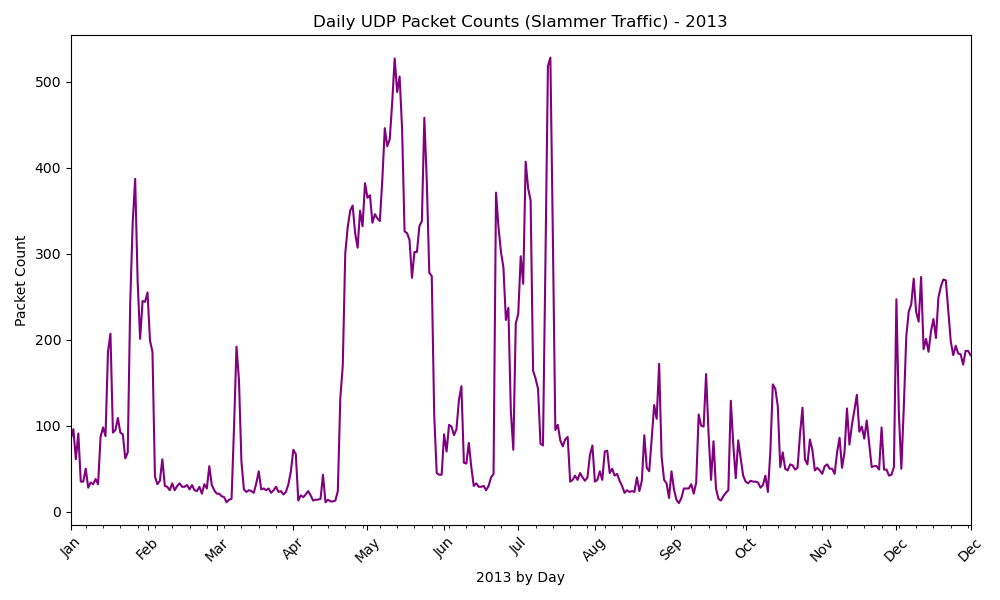 Daily UDP Packet Counts (Slammer Traffic) - 2013
Packet Count
500
400
300
200
100
0
Jan
Feb
Mar
Apr
May
Jun
Jul
Aug
Sep
Oct
Nov
Dec
Dec
2013 by Day